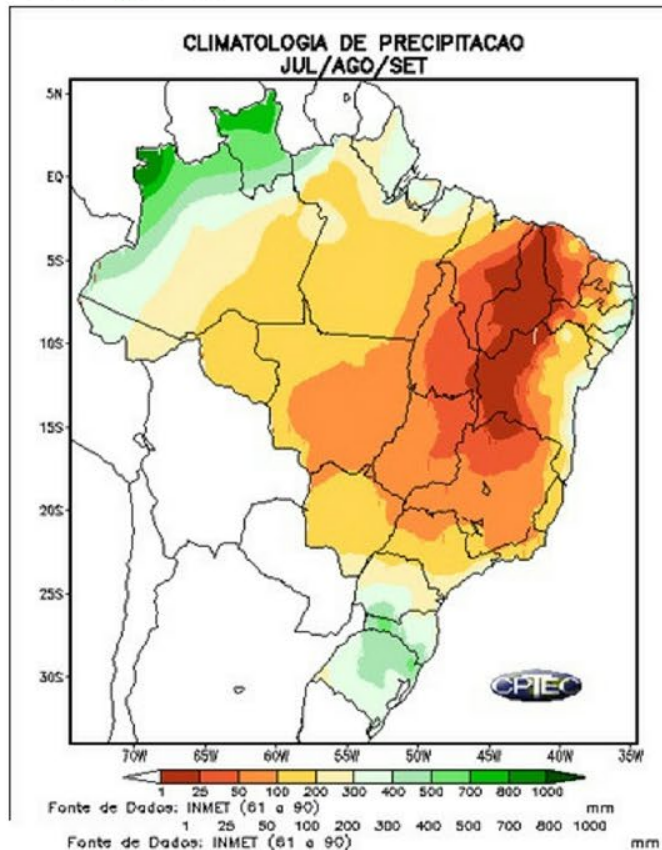 CLIMATOLOGIA DE PRECIPITACAO
JUL/AGO/SET
5N
EQ
5S
10S
15S
20S
25S
30S
CPTEC
70W 65W 60W 55W 50W 45W 40W 35W
1 25 50 100 200 300 400 500 700 800 1000
Fonte de Dados: INMET (61 a 90) mm
1 25 50 100 200 300 400 500 700 800 1000
Fonte de Dados: INMET (61 a 90) mm